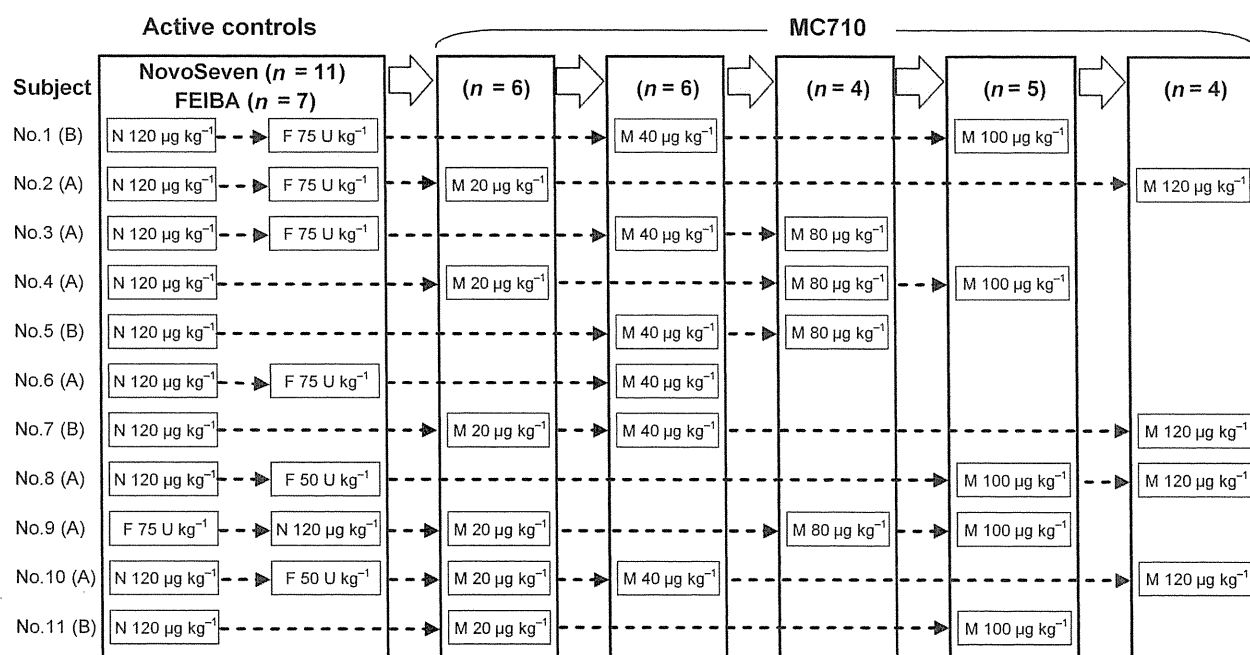 Active controls MC710
Subject NovoSeven (n = 11) FEIBA (n = 7) (n = 6) (n = 6) (n = 4) (n = 5) (n = 4)
No.1 (B) N 120 µg kg⁻¹ F 75 U kg⁻¹ M 40 µg kg⁻¹ M 100 µg kg⁻¹
No.2 (A) N 120 µg kg⁻¹ F 75 U kg⁻¹ M 20 µg kg⁻¹ M 120 µg kg⁻¹
No.3 (A) N 120 µg kg⁻¹ F 75 U kg⁻¹ M 40 µg kg⁻¹ M 80 µg kg⁻¹
No.4 (A) N 120 µg kg⁻¹ M 20 µg kg⁻¹ M 80 µg kg⁻¹ M 100 µg kg⁻¹
No.5 (B) N 120 µg kg⁻¹ M 40 µg kg⁻¹ M 80 µg kg⁻¹
No.6 (A) N 120 µg kg⁻¹ F 75 U kg⁻¹ M 40 µg kg⁻¹
No.7 (B) N 120 µg kg⁻¹ M 20 µg kg⁻¹ M 40 µg kg⁻¹ M 120 µg kg⁻¹
No.8 (A) N 120 µg kg⁻¹ F 50 U kg⁻¹ M 100 µg kg⁻¹ M 120 µg kg⁻¹
No.9 (A) F 75 U kg⁻¹ N 120 µg kg⁻¹ M 20 µg kg⁻¹ M 80 µg kg⁻¹ M 100 µg kg⁻¹
No.10 (A) N 120 µg kg⁻¹ F 50 U kg⁻¹ M 20 µg kg⁻¹ M 40 µg kg⁻¹ M 120 µg kg⁻¹
No.11 (B) N 120 µg kg⁻¹ M 20 µg kg⁻¹ M 100 µg kg⁻¹